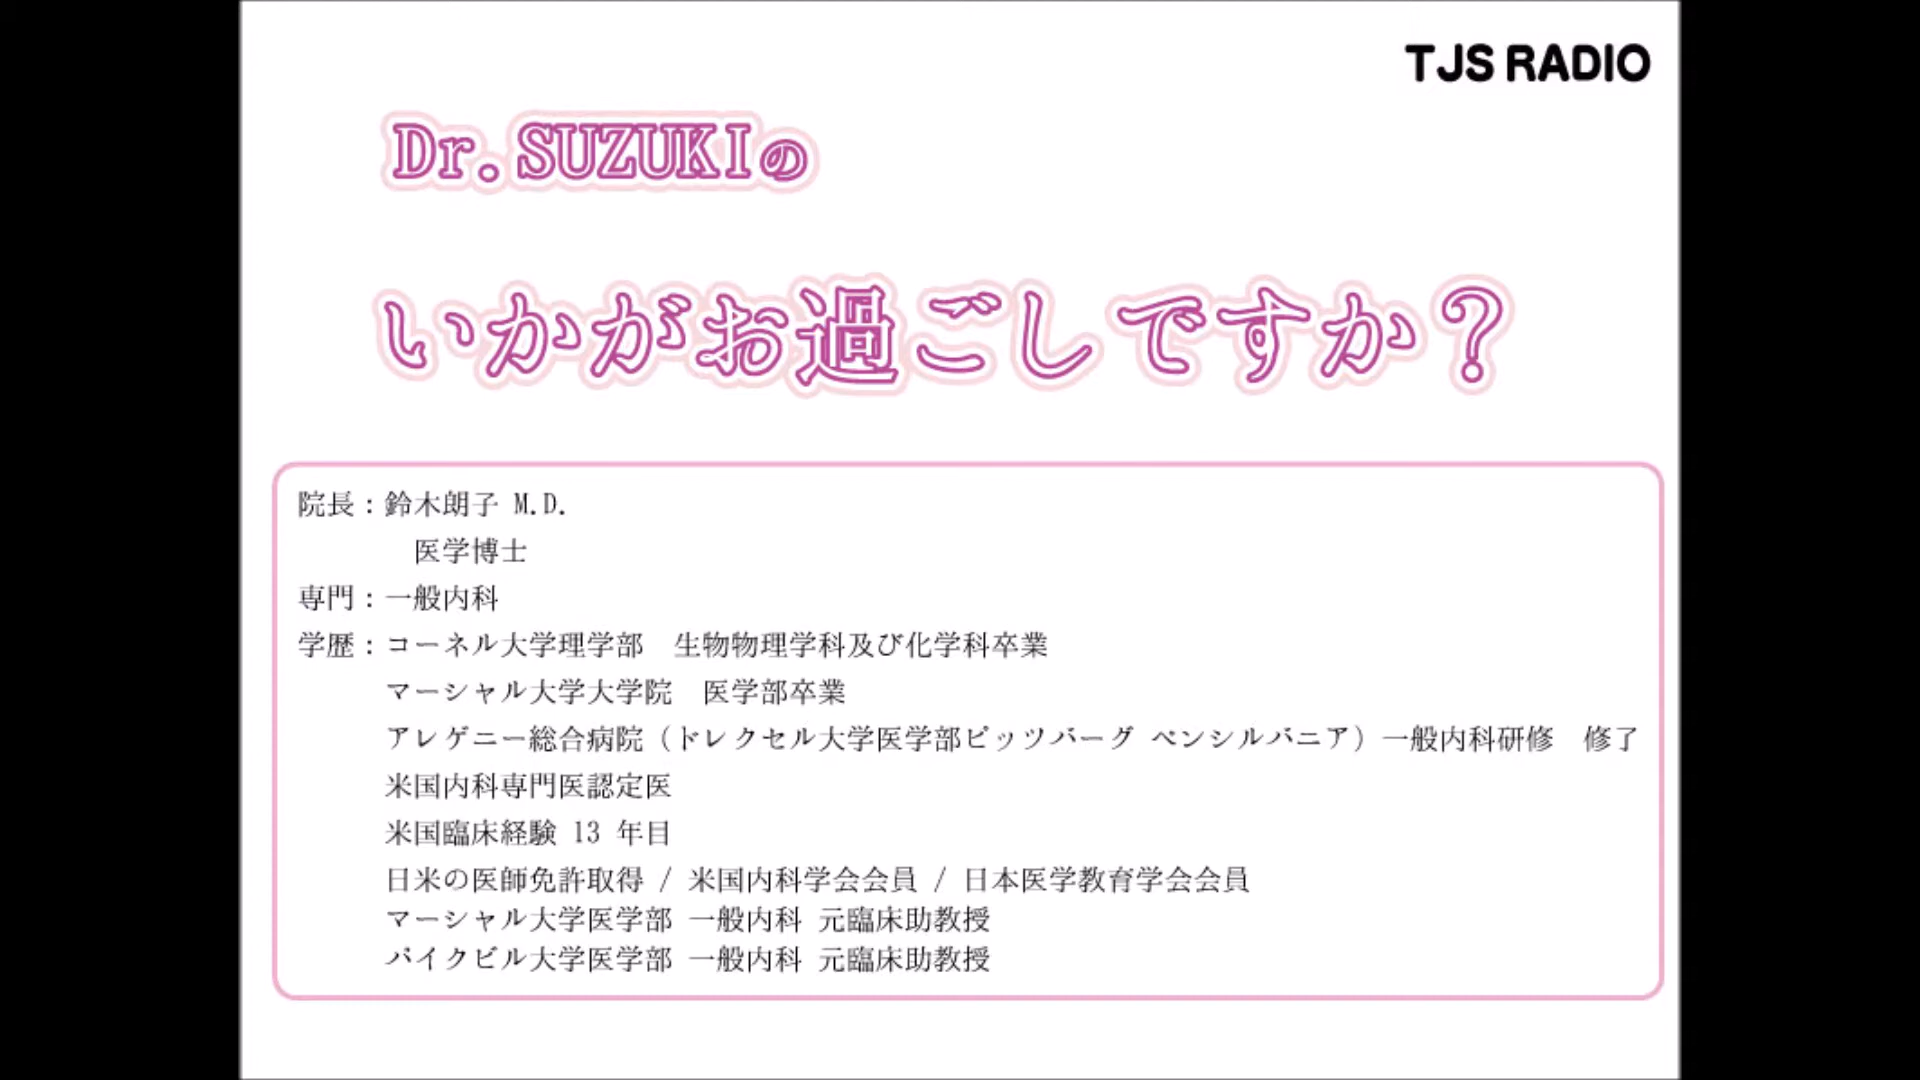 TJS RADIO
Dr.SUZUKIの
いかがお過ごしですか？
院長：鈴木朗子 M.D.
医学博士
専門：一般内科
学歴：コーネル大学理学部　生物物理学科及び化学科卒業
マーシャル大学大学院　医学部卒業
アレゲニー総合病院（ドレクセル大学医学部ピッツバーグ ペンシルバニア）一般内科研修　修了
米国内科専門医認定医
米国臨床経験 13 年目
日米の医師免許取得 / 米国内科学会会員 / 日本医学教育学会会員
マーシャル大学医学部 一般内科 元臨床助教授
パイクビル大学医学部 一般内科 元臨床助教授